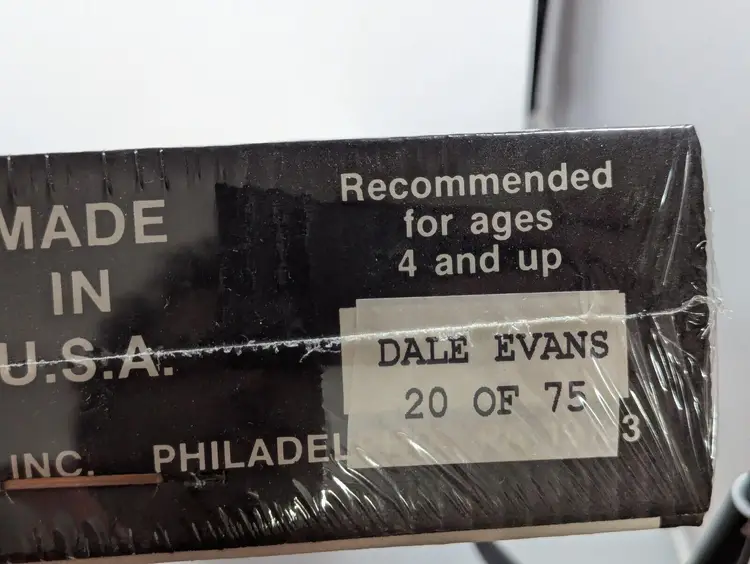 MADE
IN
U.S.A.
INC. PHILADEL
3
Recommended
for ages
4 and up
DALE EVANS
20 OF 75